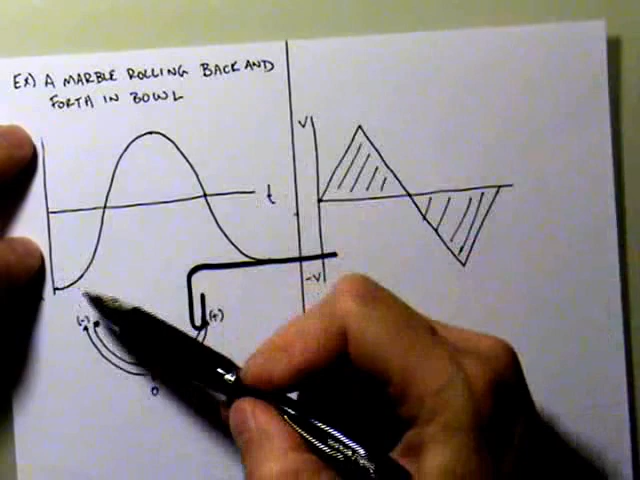 EX) A MARBLE ROLLING BACK AND
FORTH IN BOWL
t
V
-V
(-)
(+)
0